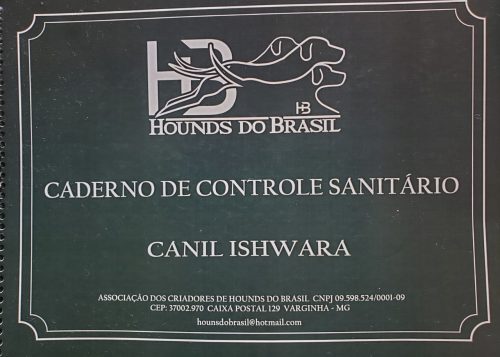 HB
HB
HOUNDS DO BRASIL
CADERNO DE CONTROLE SANITÁRIO
CANIL ISHWARA
ASSOCIAÇÃO DOS CRIADORES DE HOUNDS DO BRASIL CNPJ 09.598.524/0001-09
CEP: 37002.970 CAIXA POSTAL 129 VARGINHA - MG
hounsdobrasil@hotmail.com